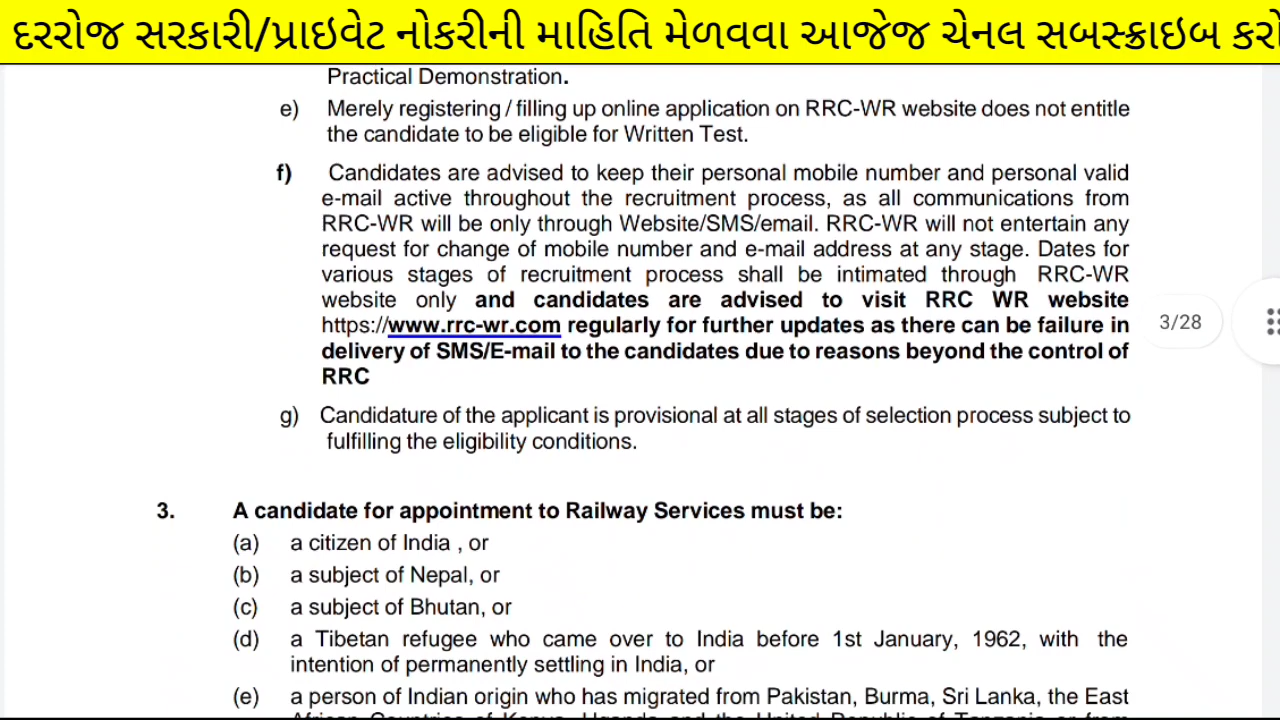 દરરોજ સરકારી/પ્રાઇવેટ નોકરીની માહિતિ મેળવવા આજેજ ચેનલ સબસ્ક્રાઇબ કરો
Practical Demonstration.
e) Merely registering / filling up online application on RRC-WR website does not entitle
the candidate to be eligible for Written Test.
f) Candidates are advised to keep their personal mobile number and personal valid
e-mail active throughout the recruitment process, as all communications from
RRC-WR will be only through Website/SMS/email. RRC-WR will not entertain any
request for change of mobile number and e-mail address at any stage. Dates for
various stages of recruitment process shall be intimated through RRC-WR
website only and candidates are advised to visit RRC WR website
https://www.rrc-wr.com regularly for further updates as there can be failure in
delivery of SMS/E-mail to the candidates due to reasons beyond the control of
RRC
3/28
g) Candidature of the applicant is provisional at all stages of selection process subject to
fulfilling the eligibility conditions.
3. A candidate for appointment to Railway Services must be:
(a) a citizen of India , or
(b) a subject of Nepal, or
(c) a subject of Bhutan, or
(d) a Tibetan refugee who came over to India before 1st January, 1962, with the
intention of permanently settling in India, or
(e) a person of Indian origin who has migrated from Pakistan, Burma, Sri Lanka, the East